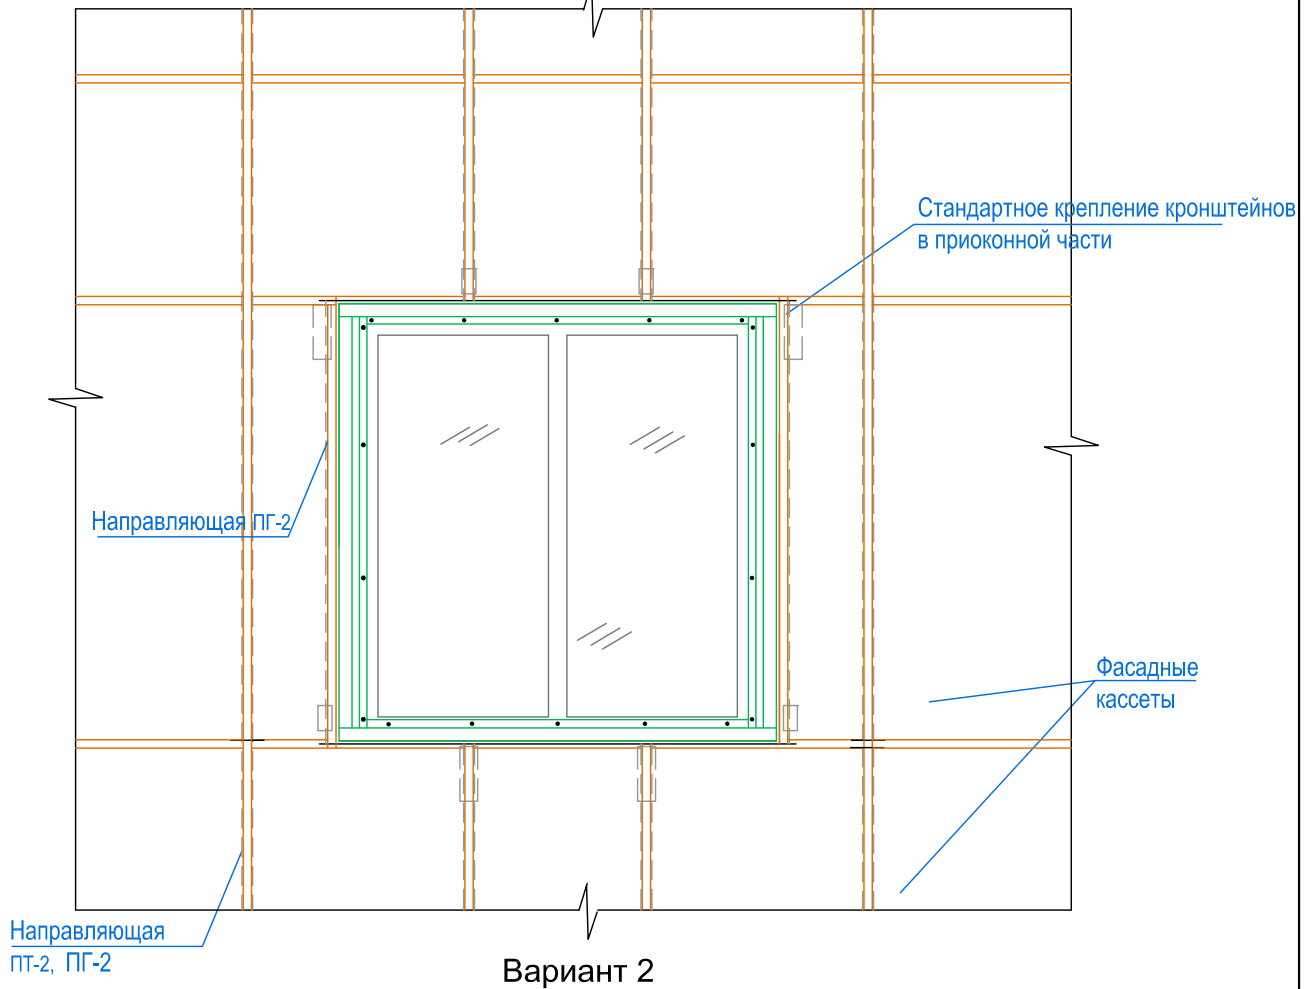 Стандартное крепление кронштейнов
в приоконной части
Направляющая ПГ-2
Фасадные
кассеты
Направляющая
ПТ-2, ПГ-2
Вариант 2